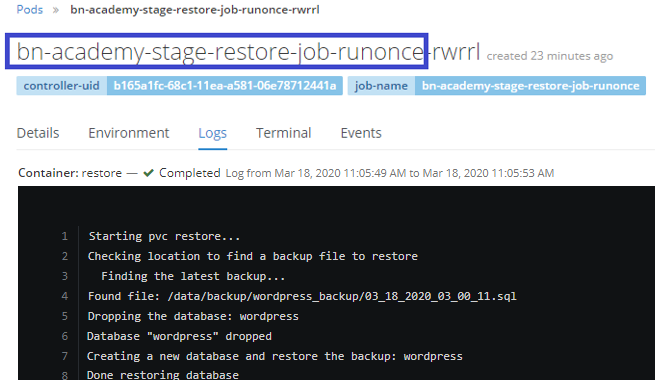 Pods » bn-academy-stage-restore-job-runonce-rwrrl
bn-academy-stage-restore-job-runonce-rwrrl created 23 minutes ago
controller-uid b165a1fc-68c1-11ea-a581-06e78712441a job-name bn-academy-stage-restore-job-runonce
Details Environment Logs Terminal Events
Container: restore — ✔ Completed Log from Mar 18, 2020 11:05:49 AM to Mar 18, 2020 11:05:53 AM
1 Starting pvc restore...
2 Checking location to find a backup file to restore
3 Finding the latest backup...
4 Found file: /data/backup/wordpress_backup/03_18_2020_03_00_11.sql
5 Dropping the database: wordpress
6 Database "wordpress" dropped
7 Creating a new database and restore the backup: wordpress
8 Done restoring database